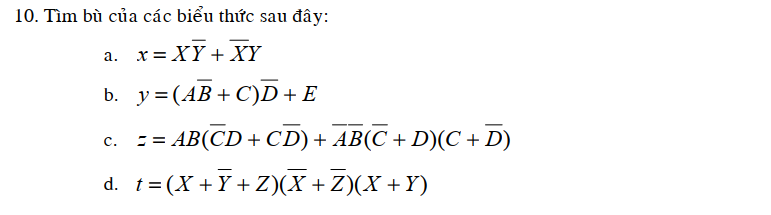 10. Tìm bù của các biểu thức sau đây:
a. x = XY̅ + X̅Y
b. y = (AB̅ + C)D̅ + E
c. z = AB(C̅D + CD̅) + A̅B̅(C̅ + D)(C + D̅)
d. t = (X + Y̅ + Z)(X̅ + Z̅)(X + Y)